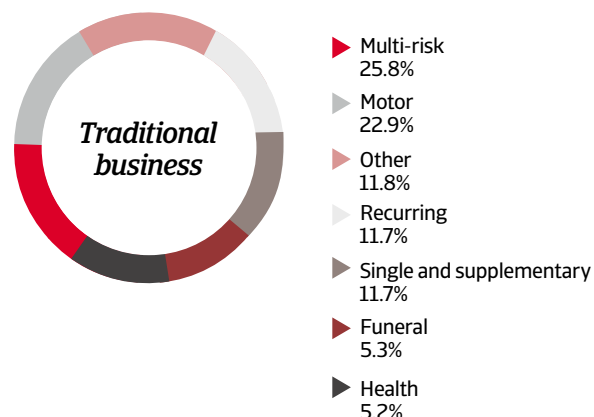 Traditional
business
Multi-risk
25.8%
Motor
22.9%
Other
11.8%
Recurring
11.7%
Single and supplementary
11.7%
Funeral
5.3%
Health
5.2%